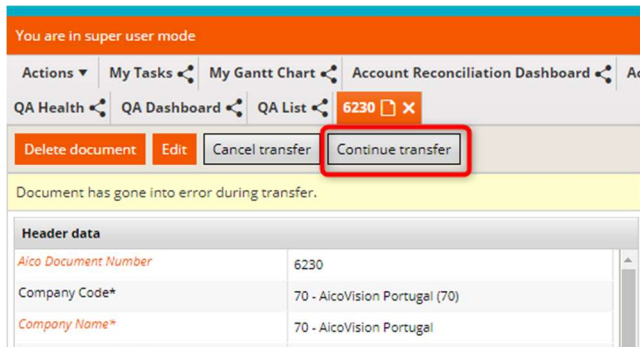 You are in super user mode
Actions ▼ My Tasks My Gantt Chart Account Reconciliation Dashboard
QA Health QA Dashboard QA List 6230 ×
Delete document Edit Cancel transfer Continue transfer
Document has gone into error during transfer.
Header data
Aico Document Number 6230
Company Code* 70 - AicoVision Portugal (70)
Company Name* 70 - AicoVision Portugal